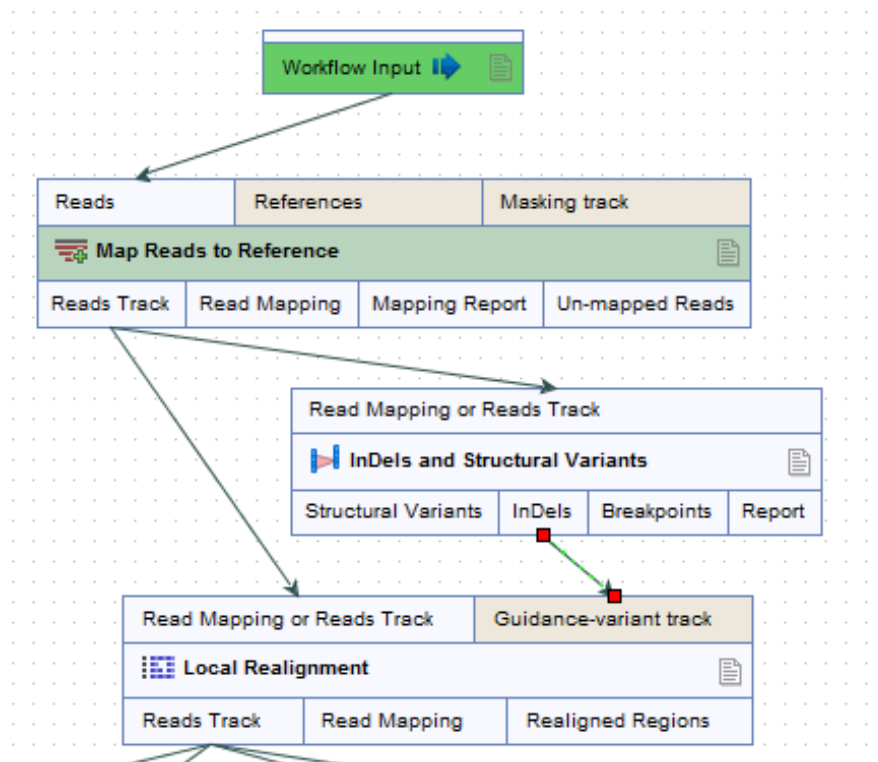 Workflow Input
Reads References Masking track
Map Reads to Reference
Reads Track Read Mapping Mapping Report Un-mapped Reads
Read Mapping or Reads Track
InDels and Structural Variants
Structural Variants InDels Breakpoints Report
Read Mapping or Reads Track Guidance-variant track
Local Realignment
Reads Track Read Mapping Realigned Regions